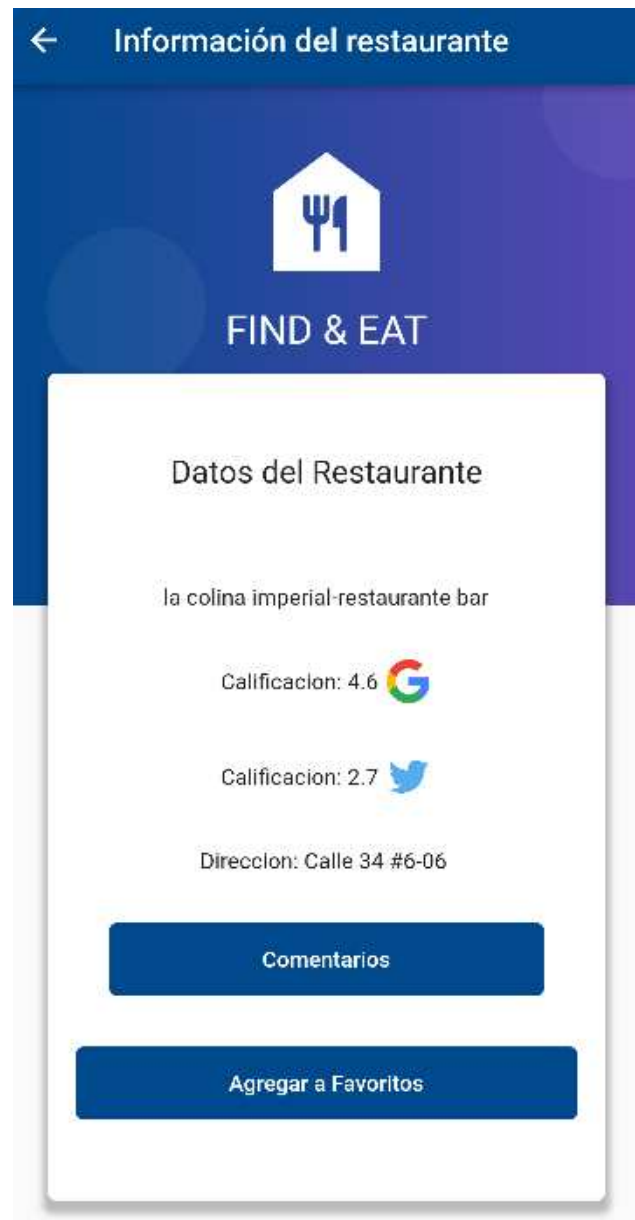 Información del restaurante
FIND & EAT
Datos del Restaurante
la colina imperial-restaurante bar
Calificacion: 4.6
Calificacion: 2.7
Direccion: Calle 34 #6-06
Comentarios
Agregar a Favoritos